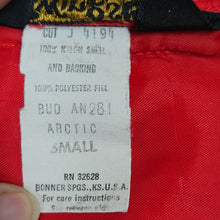 CUT J 4194
100% NYLON SHELL
AND BACKING
100% POLYESTER FILL
BUD AN281
ARCTIC
SMALL
RN 32628
BONNER SPGS., KS. U.S.A.
For care instructions